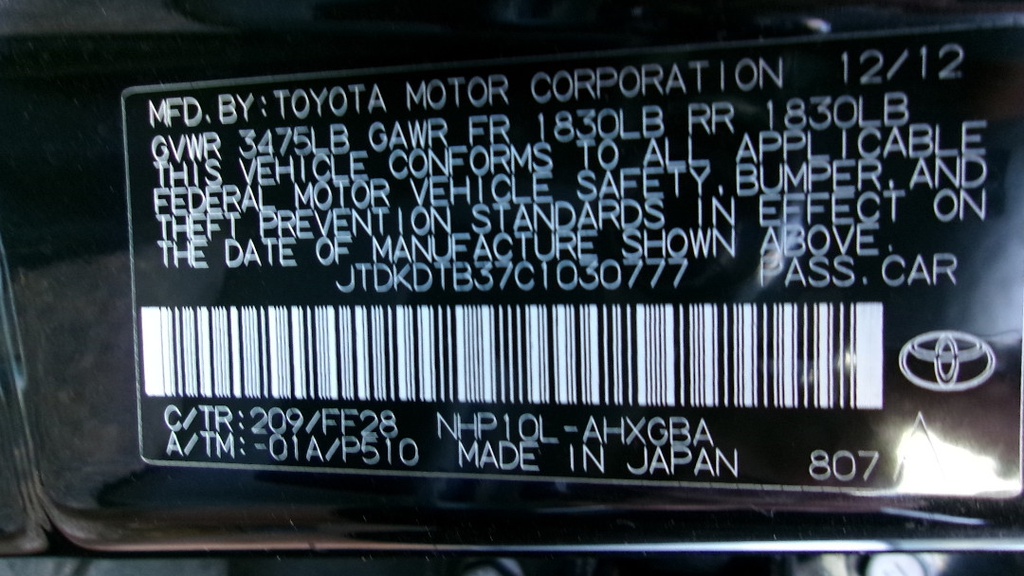 MFD. BY: TOYOTA MOTOR CORPORATION 12/12
GVWR 3475LB GAWR FR 1830LB RR 1830LB
THIS VEHICLE CONFORMS TO ALL APPLICABLE
FEDERAL MOTOR VEHICLE SAFETY, BUMPER, AND
THEFT PREVENTION STANDARDS IN EFFECT ON
THE DATE OF MANUFACTURE SHOWN ABOVE.
JTDKDTB37C1030777 PASS. CAR
C/TR: 209/FF28 NHP10L-AHXGBA A
A/TM: -01A/P510 MADE IN JAPAN 807